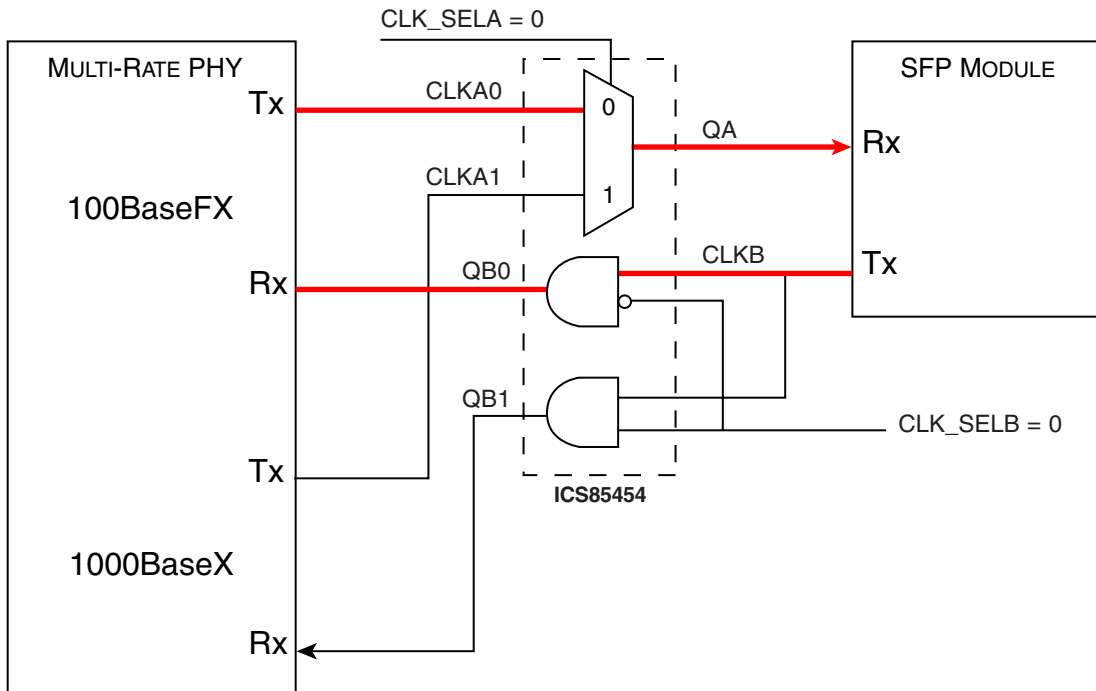 CLK_SELA = 0
MULTI-RATE PHY
SFP MODULE
Tx
CLKA0
0
QA
Rx
CLKA1
1
100BaseFX
Rx
QB0
CLKB
Tx
QB1
CLK_SELB = 0
Tx
ICS85454
1000BaseX
Rx